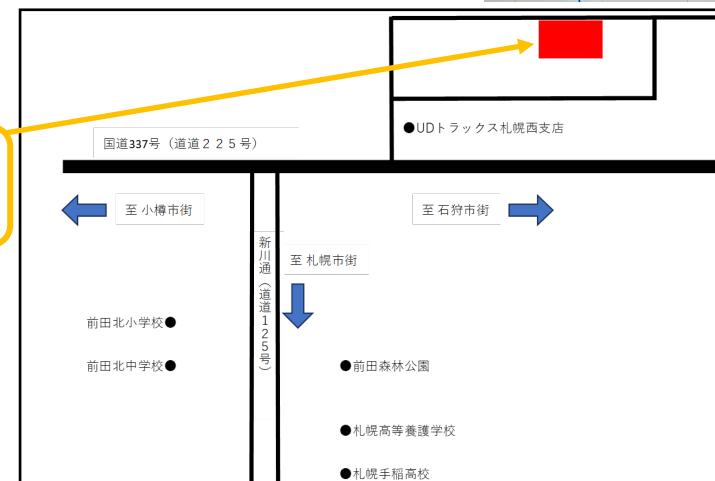 ●UDトラックス札幌西支店
国道337号（道道２２５号）
至 小樽市街
至 石狩市街
新川通（道道125号）
至 札幌市街
前田北小学校●
前田北中学校●
●前田森林公園
●札幌高等養護学校
●札幌手稲高校